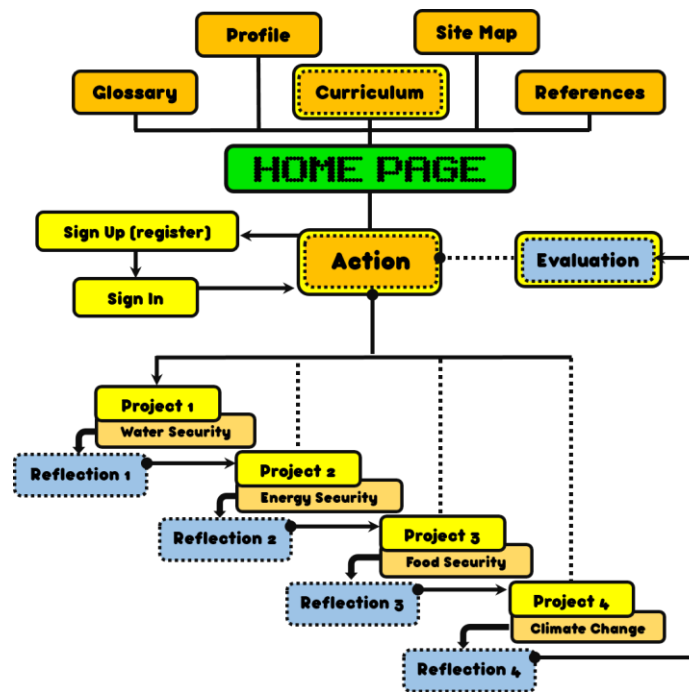 Profile
Site Map
Glossary
Curriculum
References
HOME PAGE
Sign Up (register)
Action
Evaluation
Sign In
Project 1
Water Security
Reflection 1
Project 2
Energy Security
Reflection 2
Project 3
Food Security
Reflection 3
Project 4
Climate Change
Reflection 4